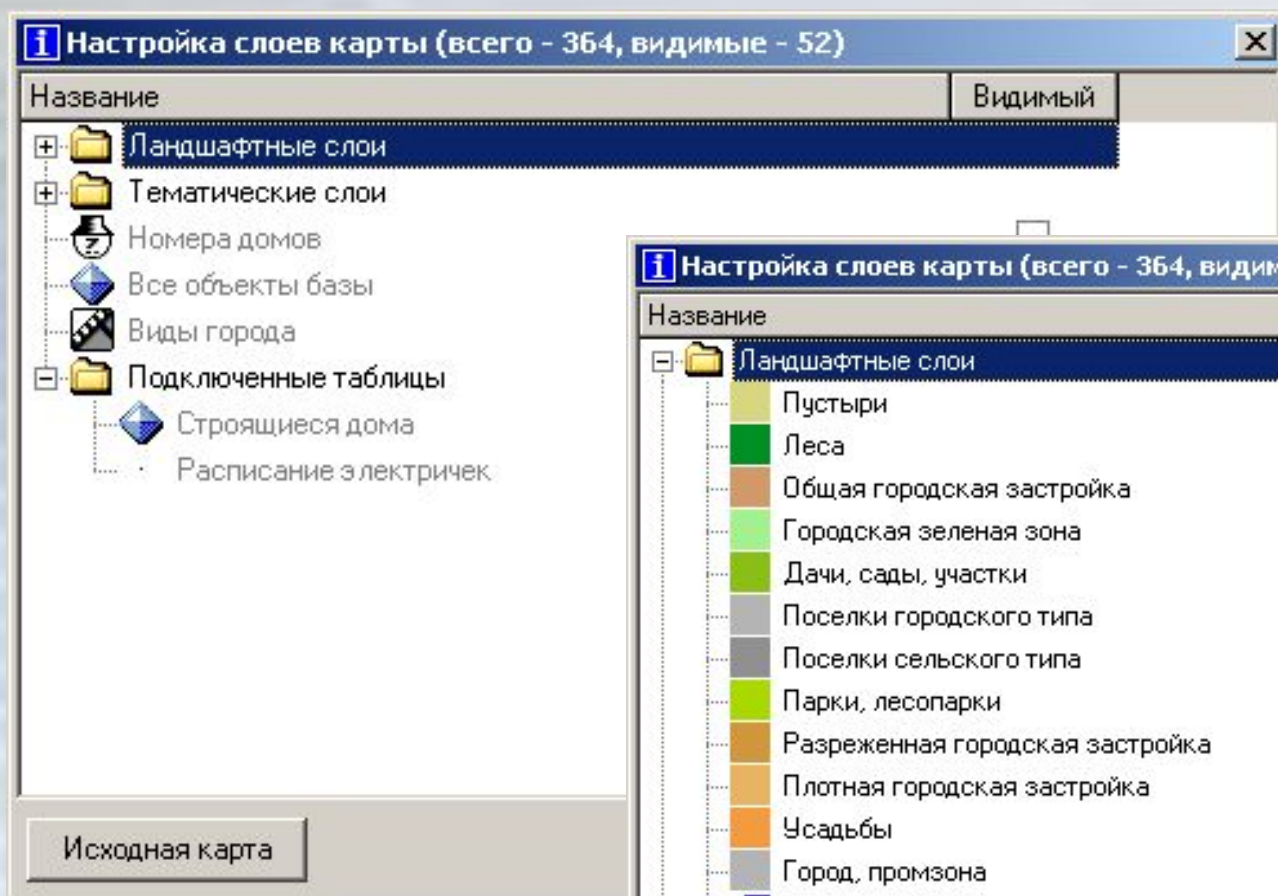 Настройка слоев карты (всего - 364, видимые - 52)
Название Видимый
Ландшафтные слои
Тематические слои
Номера домов
Все объекты базы
Виды города
Подключенные таблицы
Строящиеся дома
Расписание электричек
Исходная карта
Настройка слоев карты (всего - 364, видим
Название
Ландшафтные слои
Пустыри
Леса
Общая городская застройка
Городская зеленая зона
Дачи, сады, участки
Поселки городского типа
Поселки сельского типа
Парки, лесопарки
Разреженная городская застройка
Плотная городская застройка
Усадьбы
Город, промзона